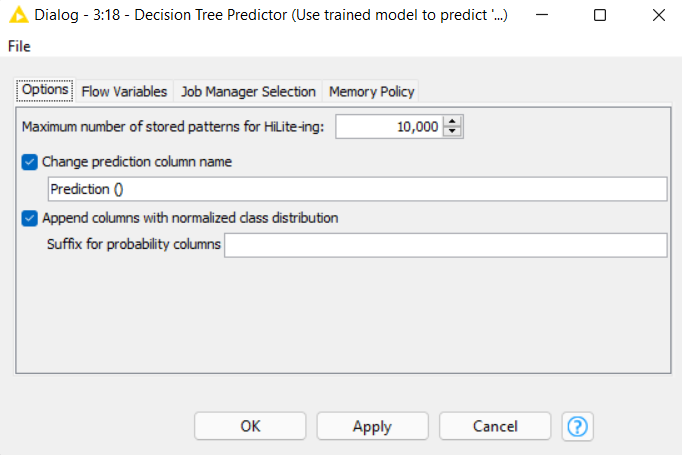 Dialog - 3:18 - Decision Tree Predictor (Use trained model to predict '...)
File
Options Flow Variables Job Manager Selection Memory Policy
Maximum number of stored patterns for HiLite-ing: 10,000
Change prediction column name
Prediction ()
Append columns with normalized class distribution
Suffix for probability columns
OK Apply Cancel ?